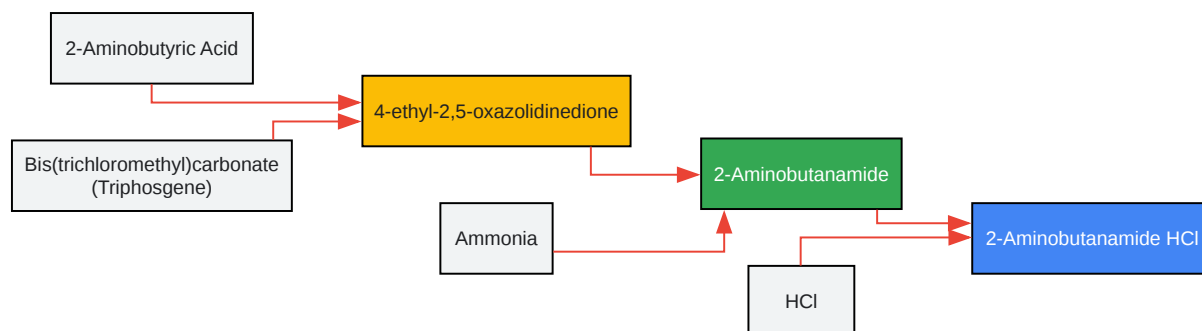 2-Aminobutyric Acid
4-ethyl-2,5-oxazolidinedione
Bis(trichloromethyl)carbonate
(Triphosgene)
2-Aminobutanamide
Ammonia
2-Aminobutanamide HCl
HCl